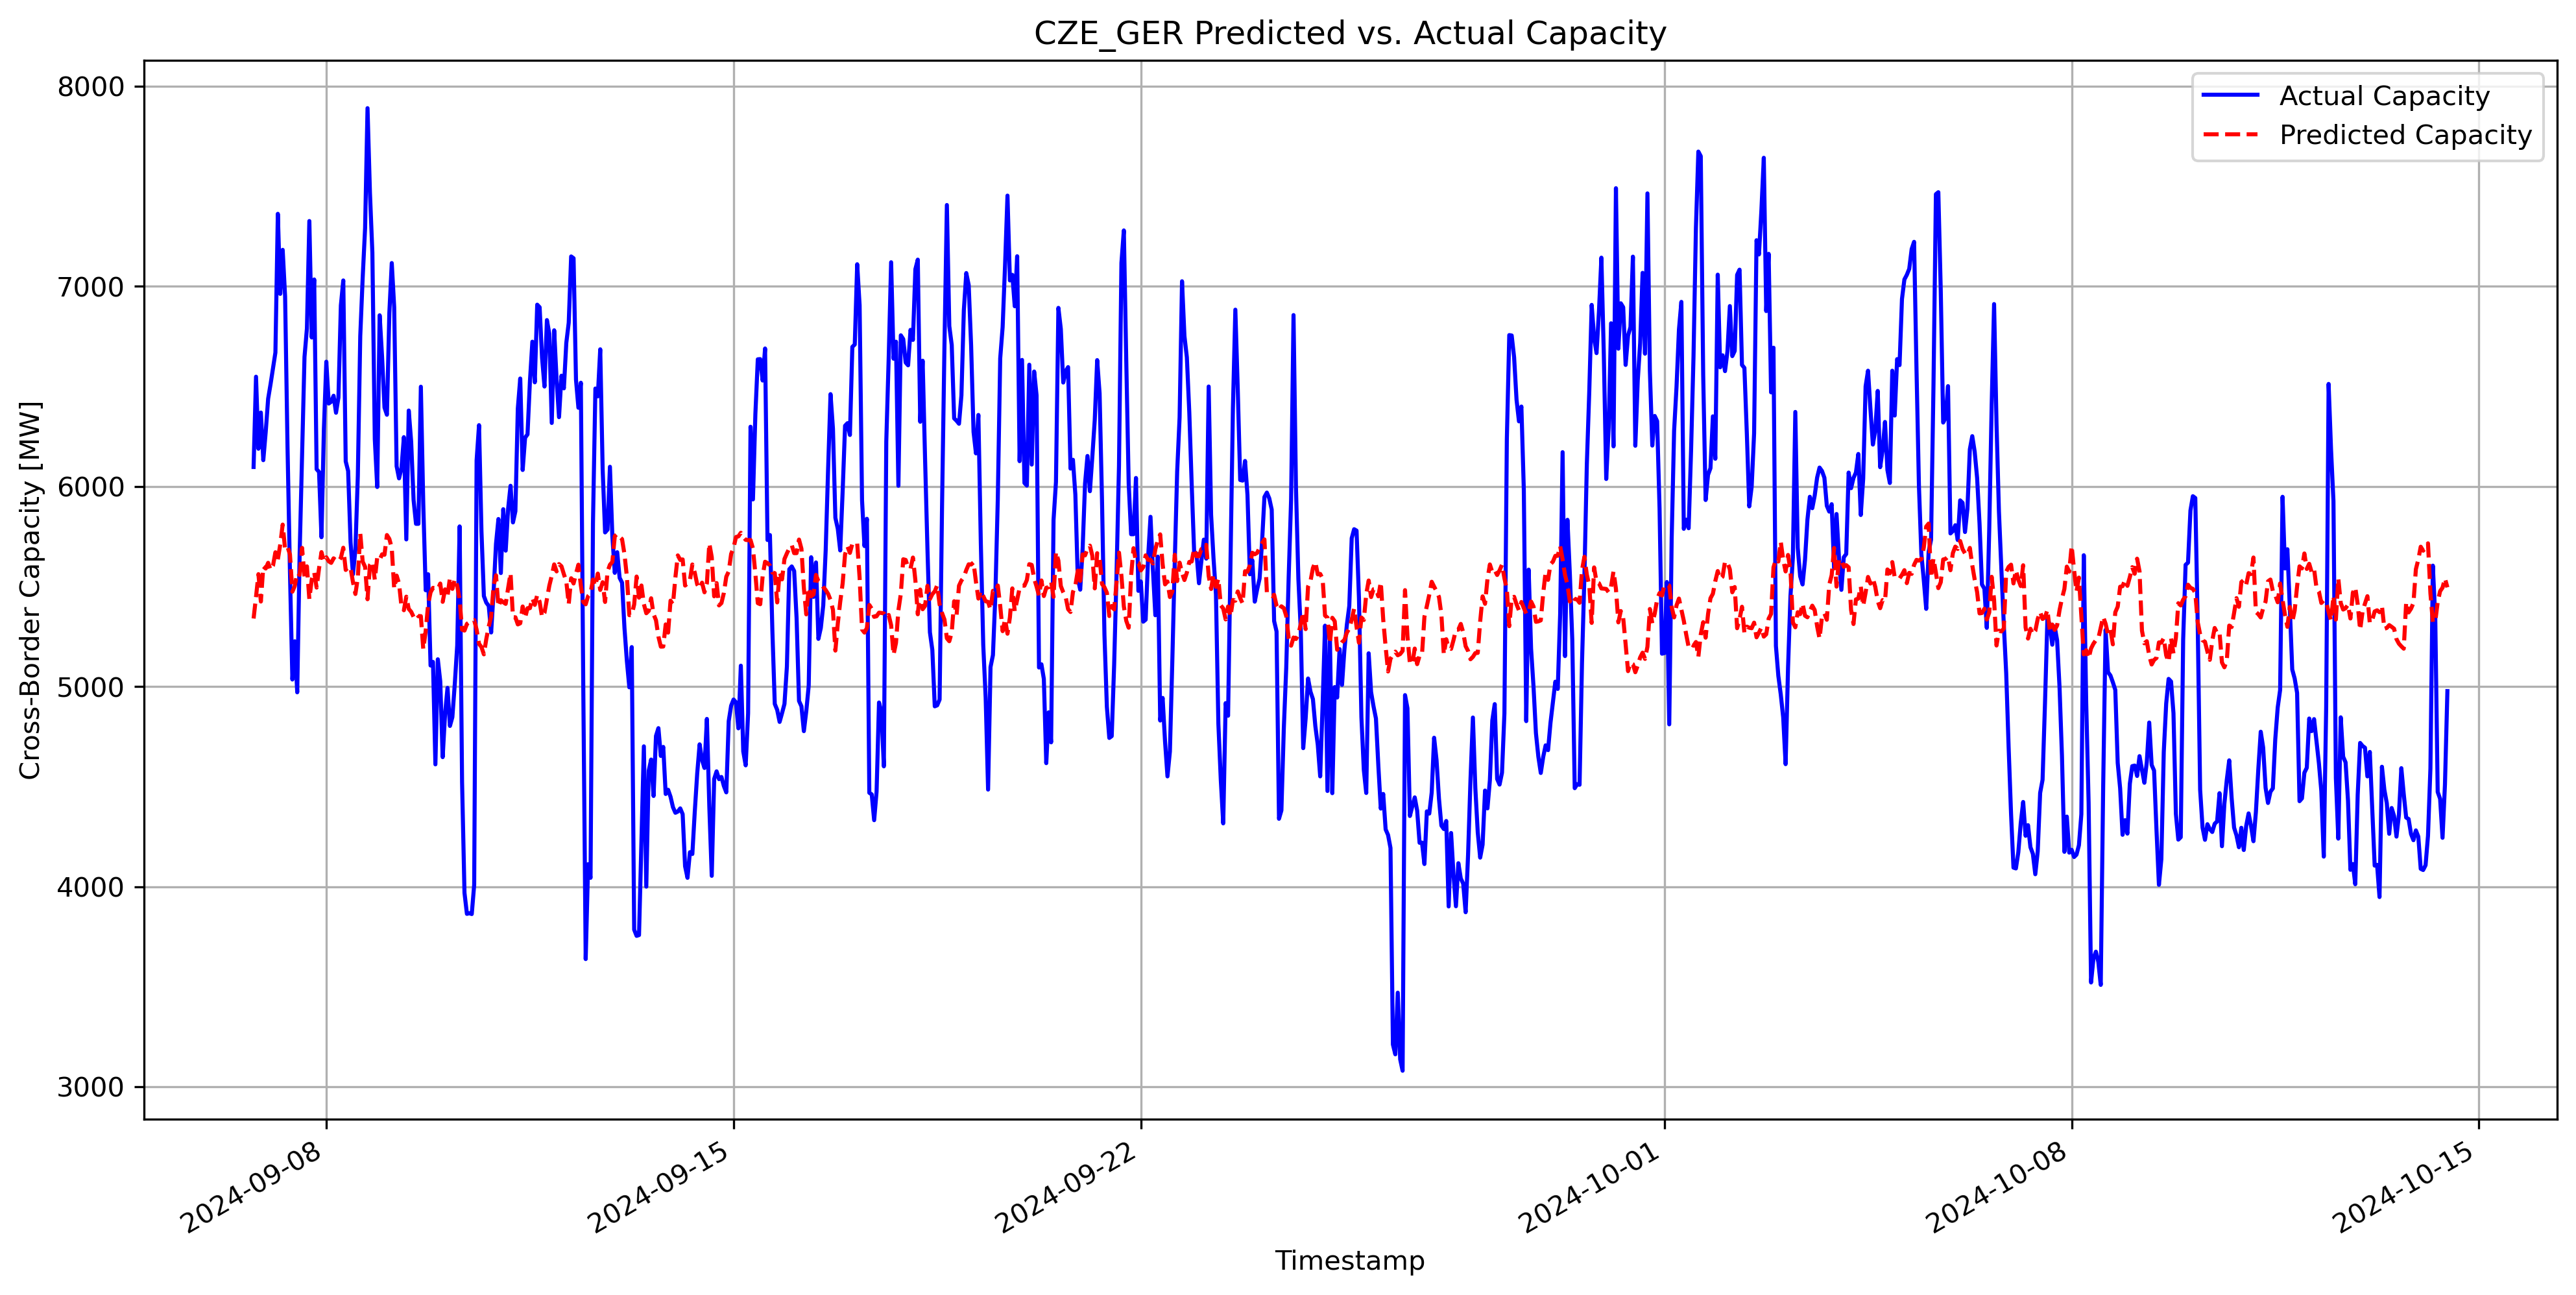 CZE_GER Predicted vs. Actual Capacity
Actual Capacity
Predicted Capacity
Cross-Border Capacity [MW]
8000
7000
6000
5000
4000
3000
2024-09-08
2024-09-15
2024-09-22
2024-10-01
2024-10-08
2024-10-15
Timestamp